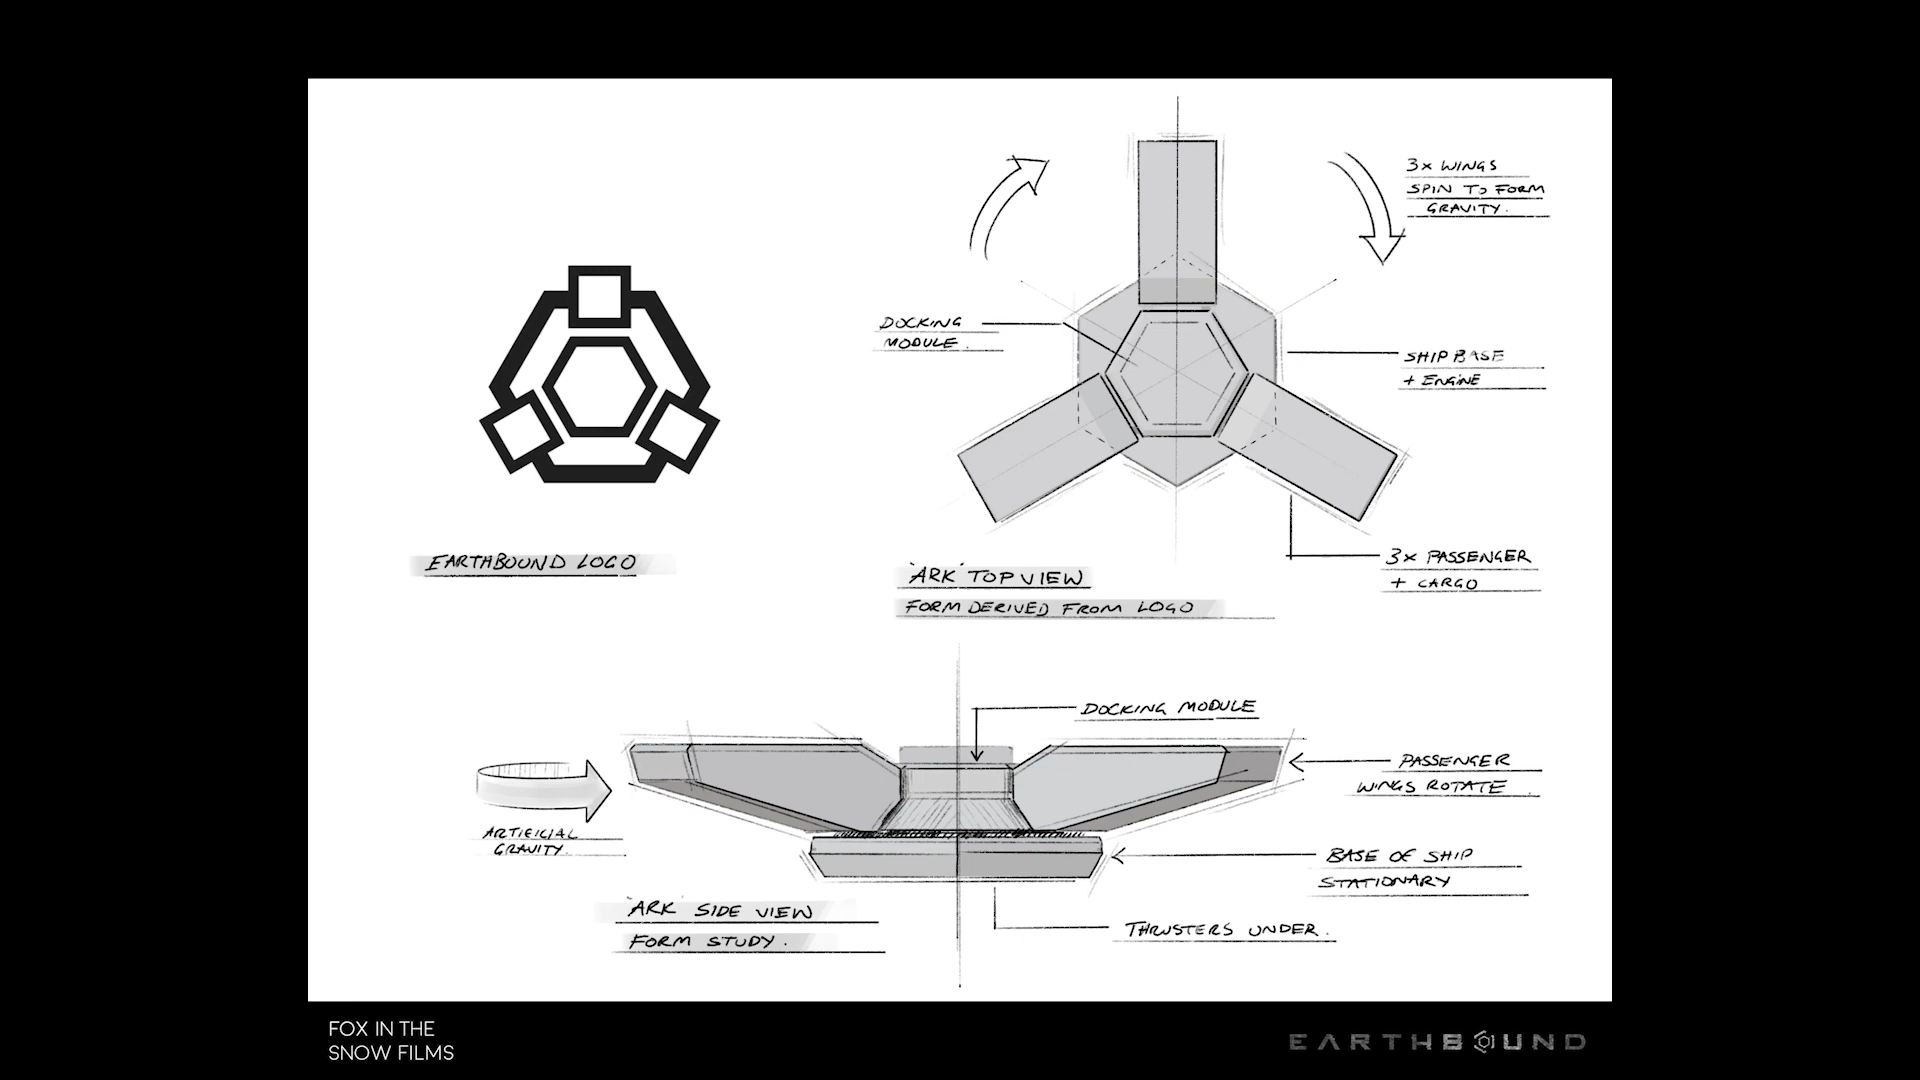 3x WINGS
SPIN TO FORM
GRAVITY.
DOCKING
MODULE.
SHIP BASE
+ ENGINE
EARTHBOUND LOGO
3x PASSENGER
+ CARGO
'ARK' TOP VIEW
FORM DERIVED FROM LOGO
DOCKING MODULE
PASSENGER
WINGS ROTATE.
ARTIFICIAL
GRAVITY.
BASE OF SHIP
STATIONARY
'ARK' SIDE VIEW
FORM STUDY.
THRUSTERS UNDER.
FOX IN THE
SNOW FILMS
EARTHBOUND